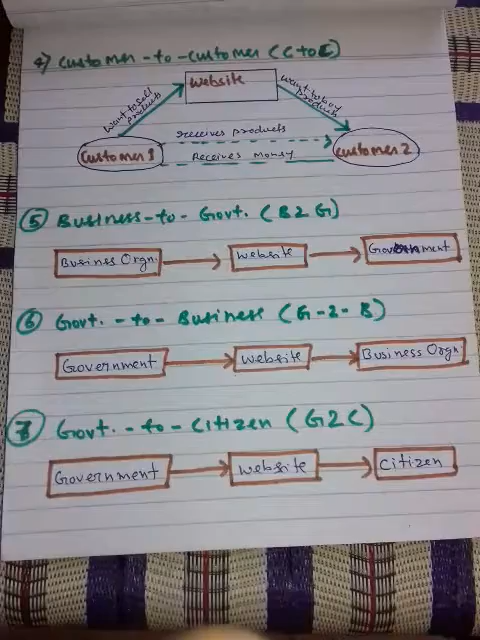 4) Customer-to-Customer (C to C)
Website
Want to sell products
Want to buy products
receives products
Customer 1
Customer 2
Receives Money
5 Business-to-Govt. (B2G)
Business Orgn. Website Government
6 Govt.-to-Business (G-2-B)
Government Website Business Orgn
7 Govt.-to-Citizen (G2C)
Government Website Citizen